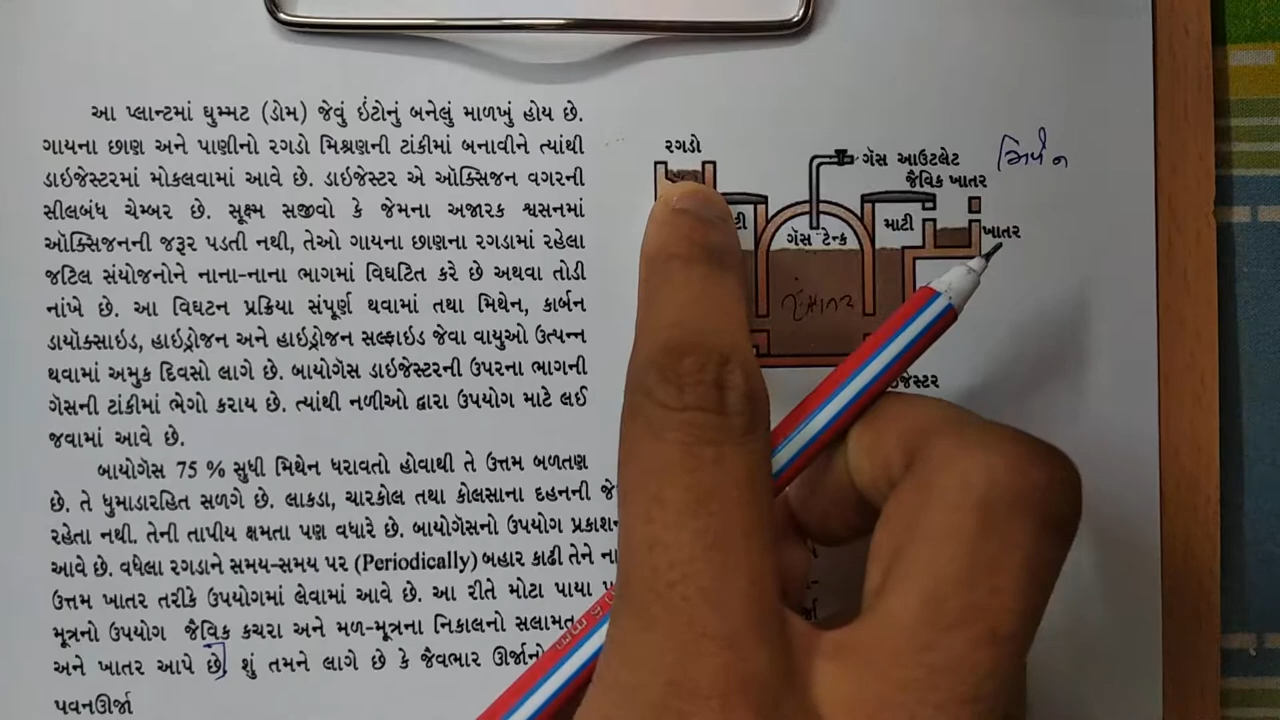 આ પ્લાન્ટમાં ઘુમ્મટ (ડોમ) જેવું ઇંટોનું બનેલું માળખું હોય છે.
ગાયના છાણ અને પાણીનો રગડો મિશ્રણની ટાંકીમાં બનાવીને ત્યાંથી
ડાઇજેસ્ટરમાં મોકલવામાં આવે છે. ડાઇજેસ્ટર એ ઑક્સિજન વગરની
સીલબંધ ચેમ્બર છે. સૂક્ષ્મ સજીવો કે જેમના અજારક શ્વસનમાં
ઑક્સિજનની જરૂર પડતી નથી, તેઓ ગાયના છાણના રગડામાં રહેલા
જટિલ સંયોજનોને નાના-નાના ભાગમાં વિઘટિત કરે છે અથવા તોડી
નાંખે છે. આ વિઘટન પ્રક્રિયા સંપૂર્ણ થવામાં તથા મિથેન, કાર્બન
ડાયૉક્સાઇડ, હાઇડ્રોજન અને હાઇડ્રોજન સલ્ફાઇડ જેવા વાયુઓ ઉત્પન્ન
થવામાં અમુક દિવસો લાગે છે. બાયોગૅસ ડાઇજેસ્ટરની ઉપરના ભાગની
ગૅસની ટાંકીમાં ભેગો કરાય છે. ત્યાંથી નળીઓ દ્વારા ઉપયોગ માટે લઈ
જવામાં આવે છે.
બાયોગૅસ 75 % સુધી મિથેન ધરાવતો હોવાથી તે ઉત્તમ બળતણ
છે. તે ધુમાડારહિત સળગે છે. લાકડા, ચારકોલ તથા કોલસાના દહનની
રહેતા નથી. તેની તાપીય ક્ષમતા પણ વધારે છે. બાયોગૅસનો ઉપયોગ
આવે છે. વધેલા રગડાને સમય-સમય પર (Periodically) બહાર કાઢી તેને
ઉત્તમ ખાતર તરીકે ઉપયોગમાં લેવામાં આવે છે. આ રીતે મોટા પાયા
મૂત્રનો ઉપયોગ જૈવિક કચરા અને મળ-મૂત્રના નિકાલનો સલામત
અને ખાતર આપે છે] શું તમને લાગે છે કે જૈવભાર ઊર્જાનો
પવનઊર્જા
રગડો
ગૅસ આઉટલેટ
જૈવિક ખાતર
ગૅસ ટેન્ક
માટી
ખાતર